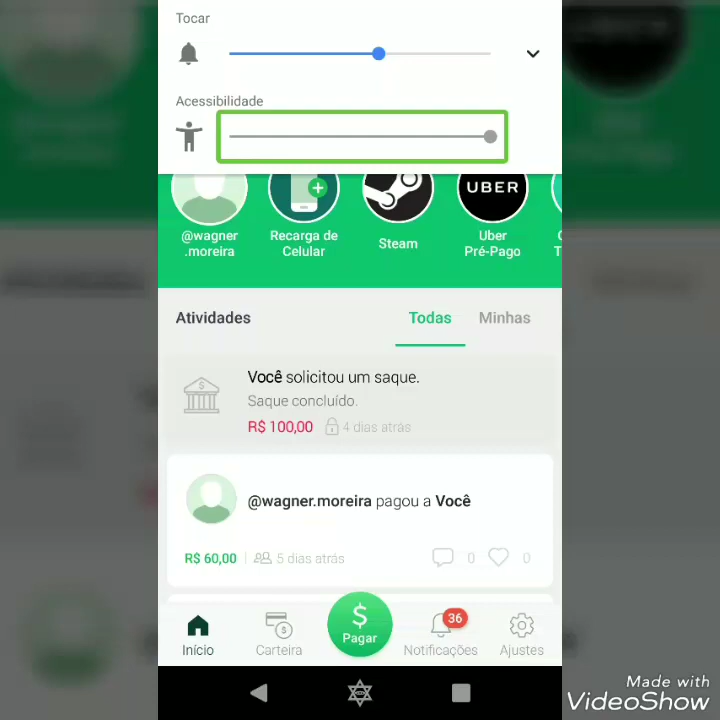 Tocar
Acessibilidade
UBER
@wagner
.moreira
Recarga de
Celular
Steam
Uber
Pré-Pago
Atividades
Todas
Minhas
Você solicitou um saque.
Saque concluído.
R$ 100,00 4 dias atrás
@wagner.moreira pagou a Você
R$ 60,00 5 dias atrás 0 0
$
Pagar
36
Início
Carteira
Notificações
Ajustes
Made with
VideoShow